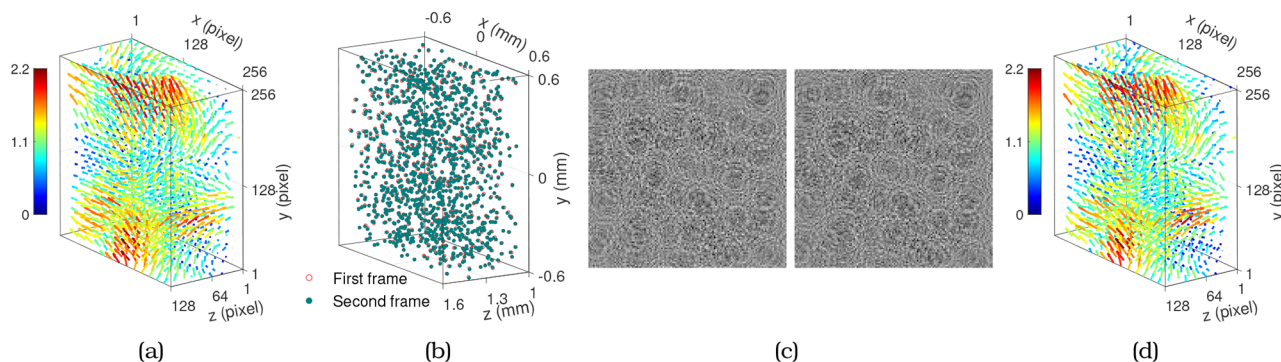 1
x (pixel)
128
256
256
2.2
1.1
0
128
y (pixel)
1
1
64
128
z (pixel)
(a)
-0.6
x (mm)
0
0.6
0.6
0
y (mm)
-0.6
First frame
Second frame
1.6
1.3
1
z (mm)
(b)
(c)
1
x (pixel)
128
256
256
2.2
1.1
0
128
y (pixel)
1
1
64
128
z (pixel)
(d)